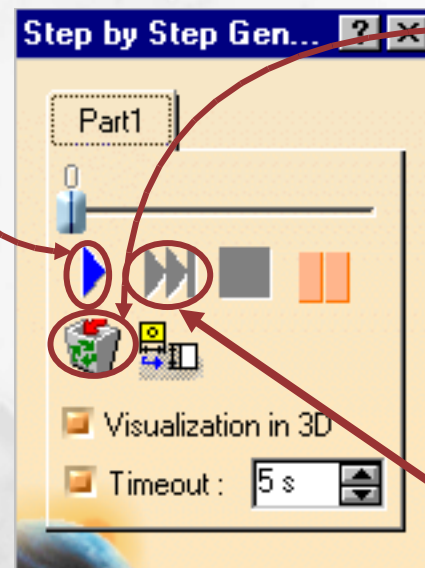 Step by Step Gen... ? X
Part1
0
Visualization in 3D
Timeout : 5 s